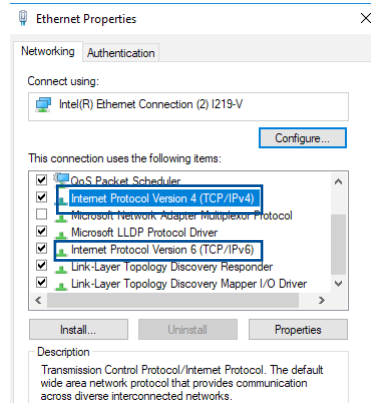 Ethernet Properties
Networking Authentication
Connect using:
Intel(R) Ethernet Connection (2) I219-V
Configure...
This connection uses the following items:
QoS Packet Scheduler
Internet Protocol Version 4 (TCP/IPv4)
Microsoft Network Adapter Multiplexor Protocol
Microsoft LLDP Protocol Driver
Internet Protocol Version 6 (TCP/IPv6)
Link-Layer Topology Discovery Responder
Link-Layer Topology Discovery Mapper I/O Driver
Install... Uninstall Properties
Description
Transmission Control Protocol/Internet Protocol. The default
wide area network protocol that provides communication
across diverse interconnected networks.